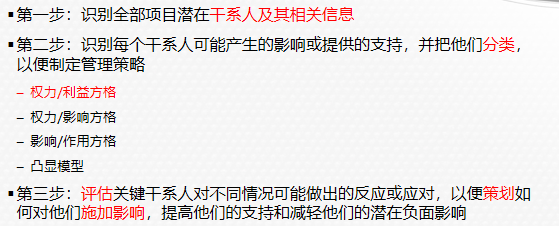 ▪第一步：识别全部项目潜在干系人及其相关信息
▪第二步：识别每个干系人可能产生的影响或提供的支持，并把他们分类，
以便制定管理策略
– 权力/利益方格
– 权力/影响方格
– 影响/作用方格
– 凸显模型
▪第三步：评估关键干系人对不同情况可能做出的反应或应对，以便策划如
何对他们施加影响，提高他们的支持和减轻他们的潜在负面影响